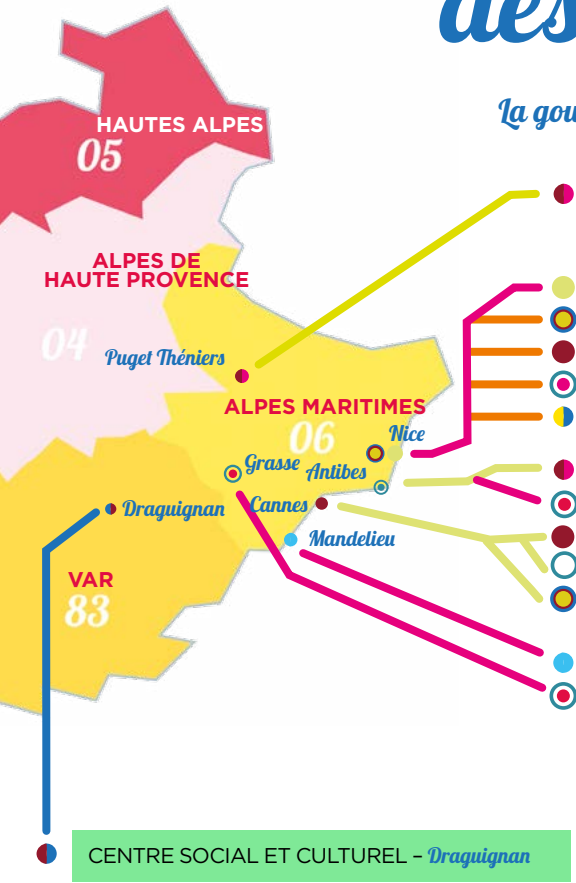 des
La gou
HAUTES ALPES
05
ALPES DE
HAUTE PROVENCE
04
Puget Théniers
ALPES MARITIMES
06
Nice
Grasse
Antibes
Cannes
Draguignan
Mandelieu
VAR
83
CENTRE SOCIAL ET CULTUREL – Draguignan